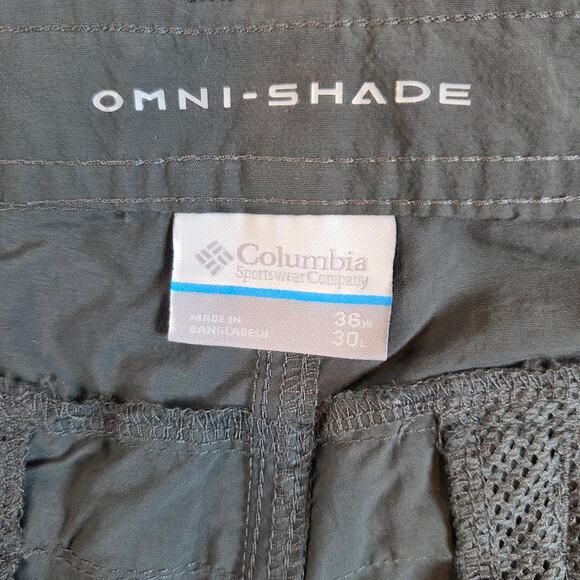 OMNI-SHADE
Columbia
Sportswear Company
MADE IN
BANGLADESH
36W
30L